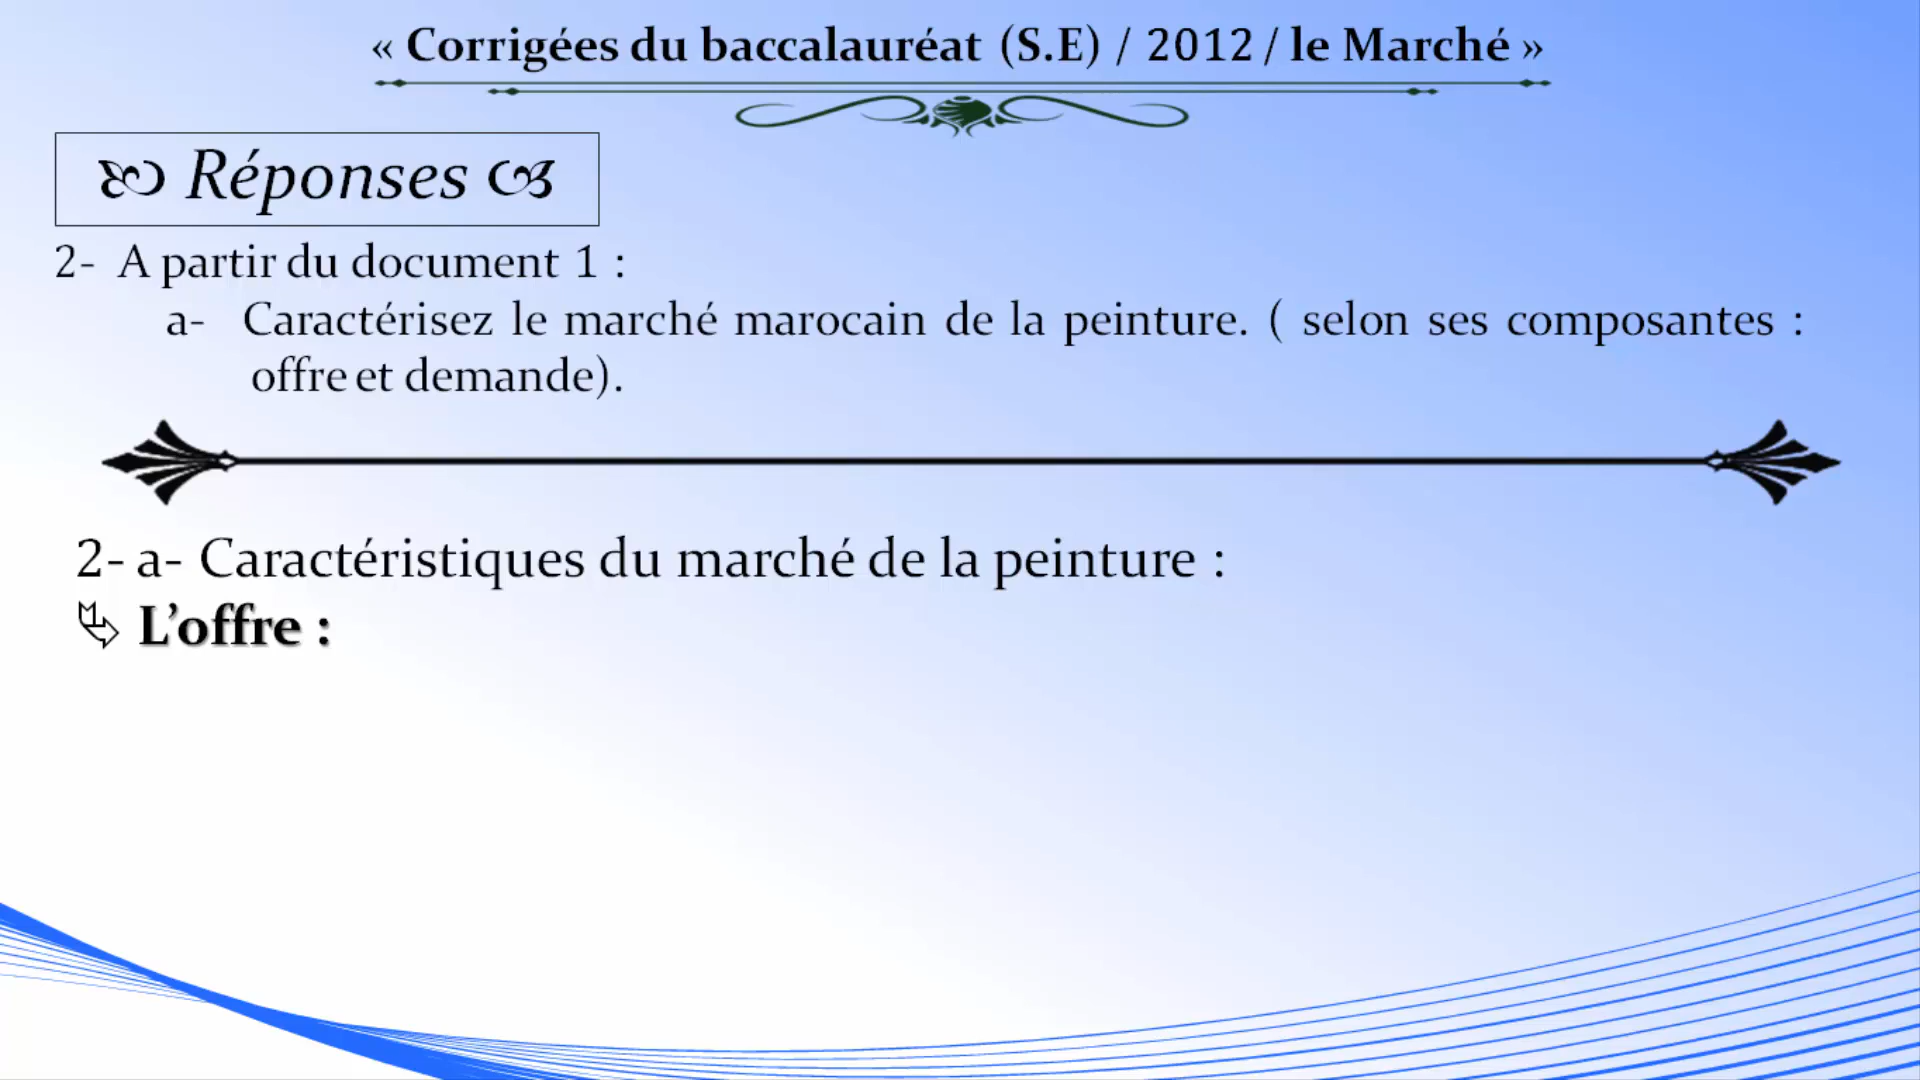 « Corrigées du baccalauréat (S.E) / 2012 / le Marché »
Réponses
2- A partir du document 1 :
a- Caractérisez le marché marocain de la peinture. ( selon ses composantes :
offre et demande).
2- a- Caractéristiques du marché de la peinture :
L’offre :